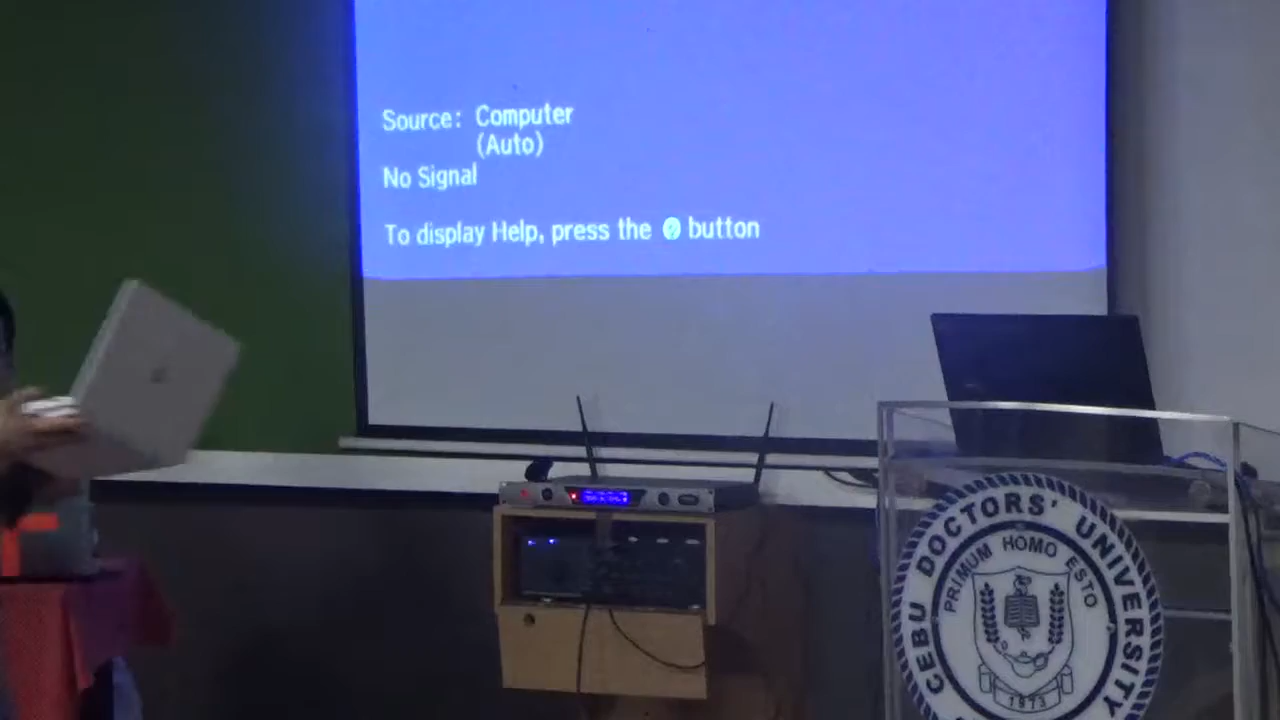 Source: Computer
(Auto)
No Signal
To display Help, press the ? button
CEBU DOCTORS' UNIVERSITY
PRIMUM HOMO ESTO
1973